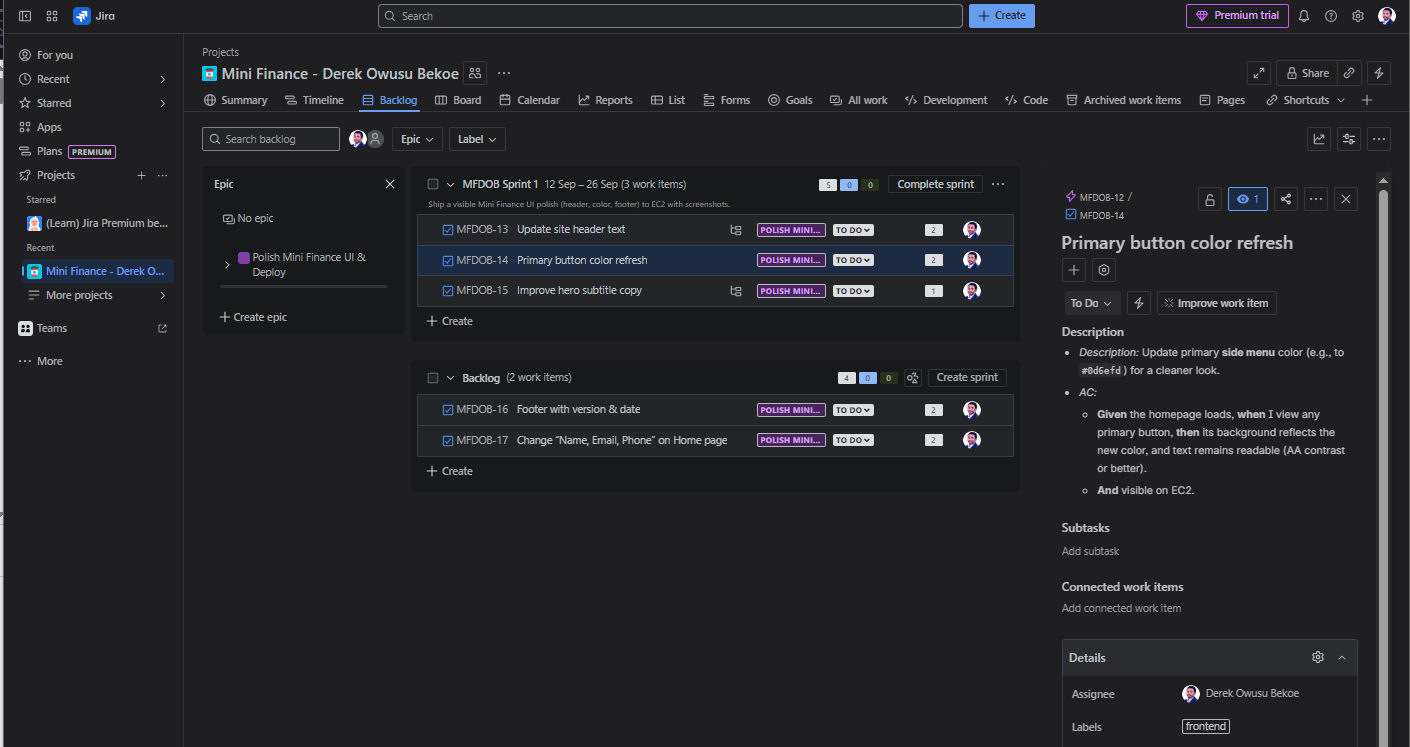 Jira
Search
Create
Premium trial
For you
Recent
Starred
Apps
Plans PREMIUM
Projects
Starred
(Learn) Jira Premium be...
Recent
Mini Finance - Derek O...
More projects
Teams
More
Projects
Mini Finance - Derek Owusu Bekoe
Share
Summary Timeline Backlog Board Calendar Reports List Forms Goals All work Development Code Archived work items Pages Shortcuts
Search backlog
Epic
Label
Epic
No epic
Polish Mini Finance UI &
Deploy
Create epic
MFDOB Sprint 1 12 Sep – 26 Sep (3 work items) 5 0 0 Complete sprint
Ship a visible Mini Finance UI polish (header, color, footer) to EC2 with screenshots.
MFDOB-13 Update site header text POLISH MINI... TO DO 2
MFDOB-14 Primary button color refresh POLISH MINI... TO DO 2
MFDOB-15 Improve hero subtitle copy POLISH MINI... TO DO 1
Create
Backlog (2 work items) 4 0 0 Create sprint
MFDOB-16 Footer with version & date POLISH MINI... TO DO 2
MFDOB-17 Change “Name, Email, Phone” on Home page POLISH MINI... TO DO 2
Create
MFDOB-12 /
MFDOB-14
1
Primary button color refresh
To Do
Improve work item
Description
Description: Update primary side menu color (e.g., to
#0d6efd) for a cleaner look.
AC:
Given the homepage loads, when I view any
primary button, then its background reflects the
new color, and text remains readable (AA contrast
or better).
And visible on EC2.
Subtasks
Add subtask
Connected work items
Add connected work item
Details
Assignee Derek Owusu Bekoe
Labels frontend